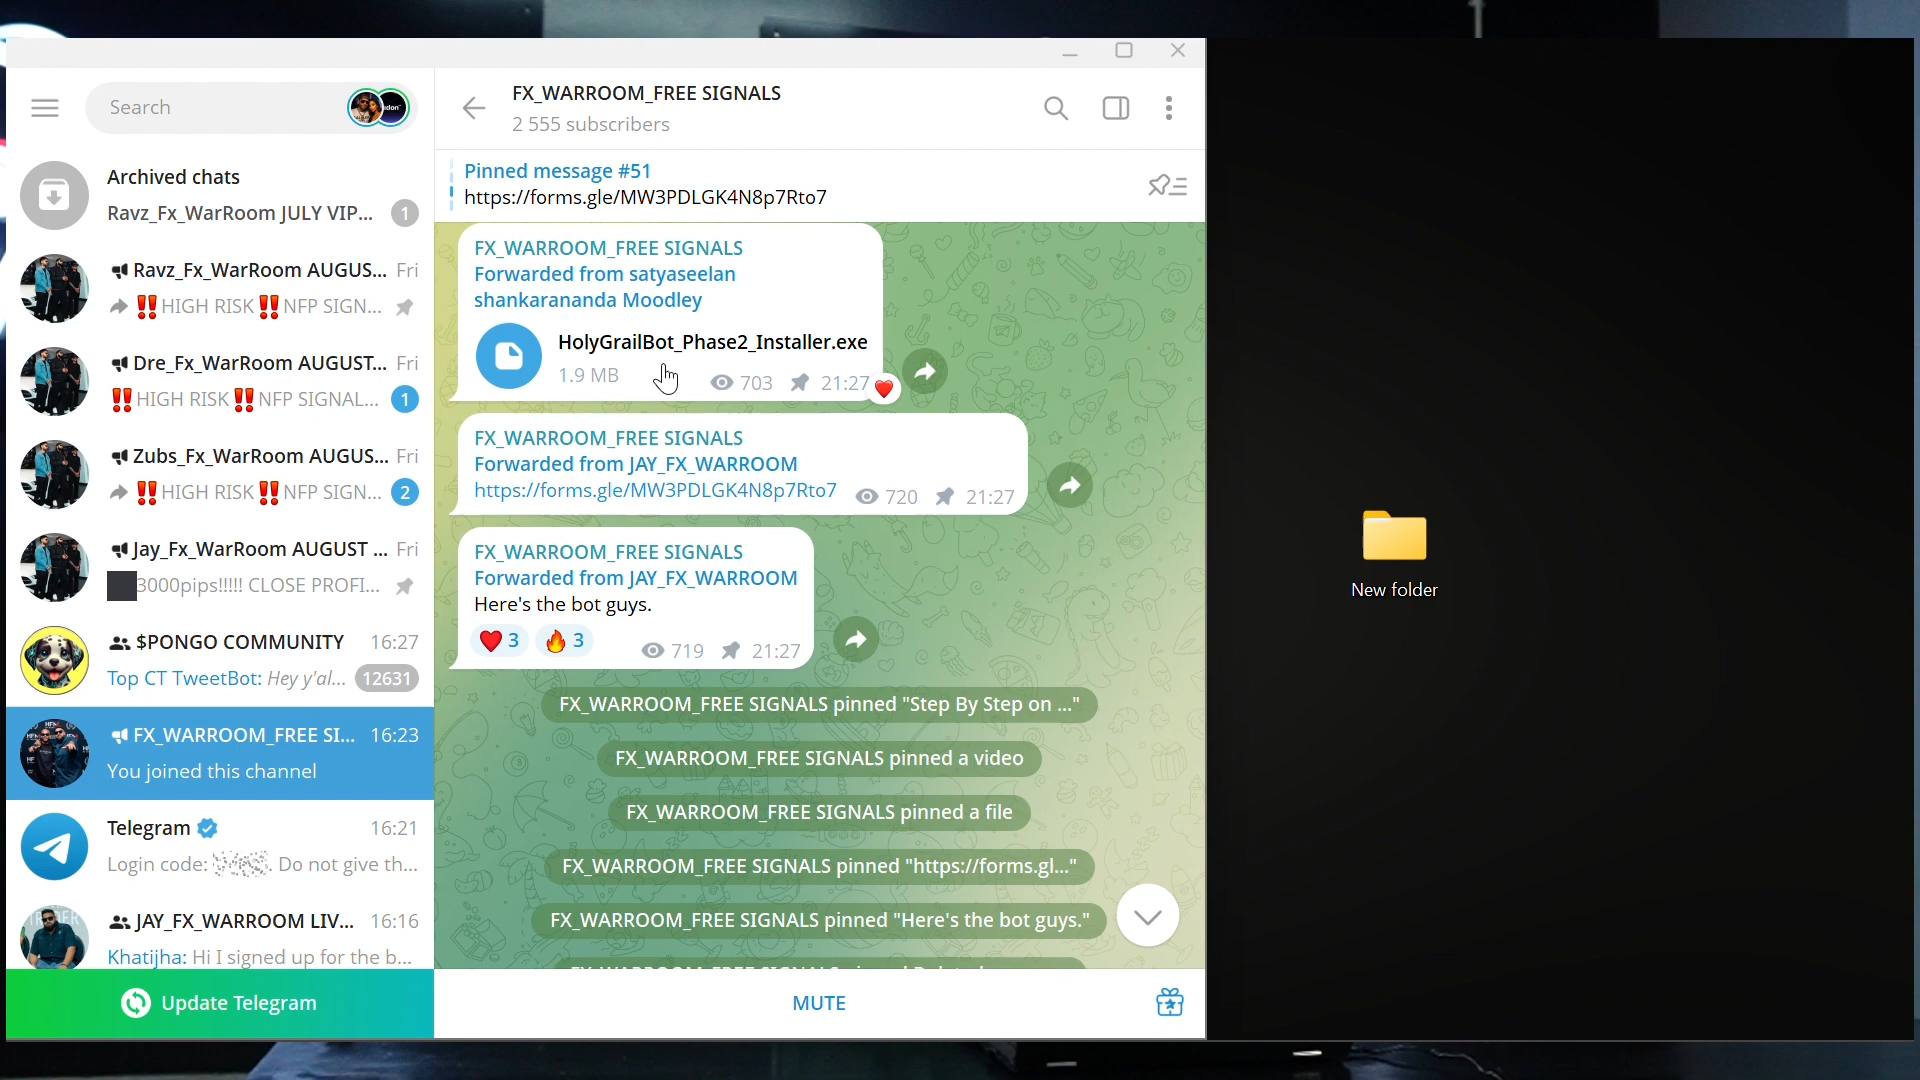 Search
Archived chats
Ravz_Fx_WarRoom JULY VIP...
1
Ravz_Fx_WarRoom AUGUS...
Fri
HIGH RISK‼NFP SIGN...
Dre_Fx_WarRoom AUGUST...
Fri
‼HIGH RISK‼NFP SIGNAL...
1
Zubs_Fx_WarRoom AUGUS...
Fri
‼HIGH RISK‼NFP SIGN...
2
Jay_Fx_WarRoom AUGUST ...
Fri
3000pips!!!!! CLOSE PROFI...
$PONGO COMMUNITY
16:27
Top CT TweetBot: Hey y'al...
12631
FX_WARROOM_FREE SI...
16:23
You joined this channel
Telegram
16:21
Login code: . Do not give th...
JAY_FX_WARROOM LIV...
16:16
Khatijha: Hi I signed up for the b...
Update Telegram
FX_WARROOM_FREE SIGNALS
2 555 subscribers
Pinned message #51
https://forms.gle/MW3PDLGK4N8p7Rto7
FX_WARROOM_FREE SIGNALS
Forwarded from satyaseelan
shankarananda Moodley
HolyGrailBot_Phase2_Installer.exe
1.9 MB
703
21:27
FX_WARROOM_FREE SIGNALS
Forwarded from JAY_FX_WARROOM
https://forms.gle/MW3PDLGK4N8p7Rto7
720
21:27
FX_WARROOM_FREE SIGNALS
Forwarded from JAY_FX_WARROOM
Here's the bot guys.
3
3
719
21:27
FX_WARROOM_FREE SIGNALS pinned "Step By Step on ..."
FX_WARROOM_FREE SIGNALS pinned a video
FX_WARROOM_FREE SIGNALS pinned a file
FX_WARROOM_FREE SIGNALS pinned "https://forms.gl..."
FX_WARROOM_FREE SIGNALS pinned "Here's the bot guys."
MUTE
New folder